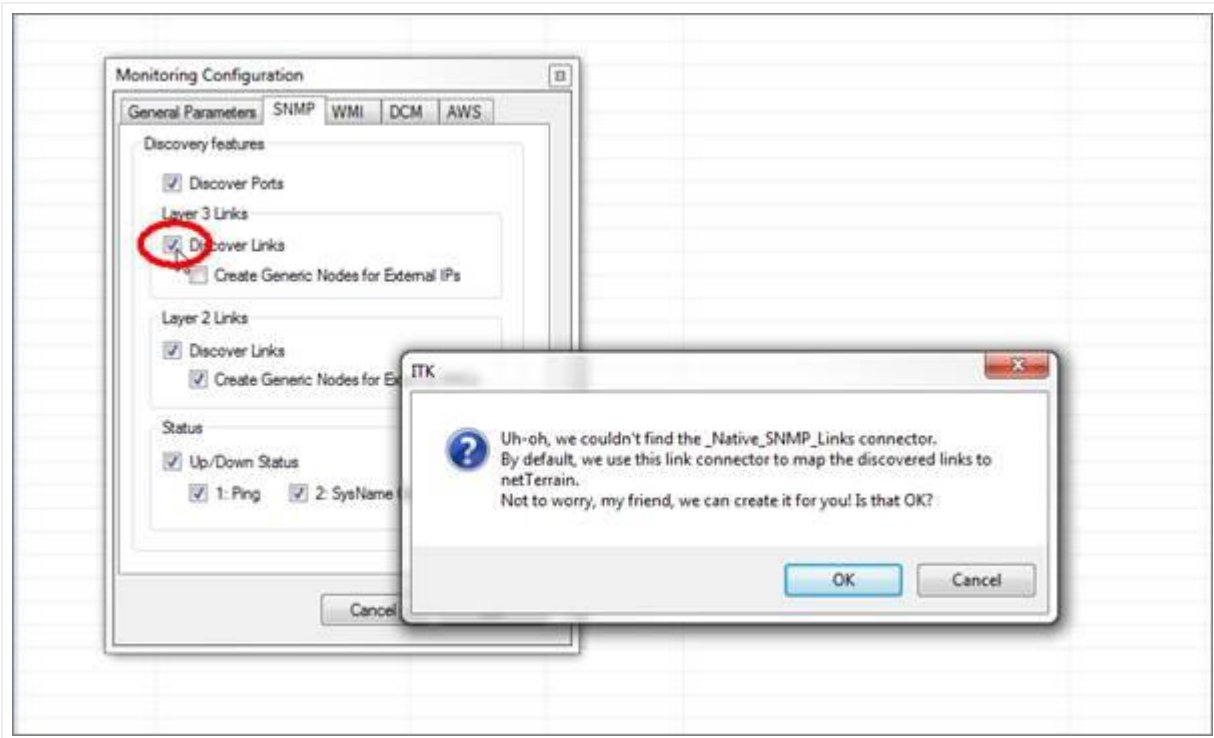 Monitoring Configuration
General Parameters SNMP WMI DCM AWS
Discovery features
Discover Ports
Layer 3 Links
Discover Links
Create Generic Nodes for External IPs
Layer 2 Links
Discover Links
Create Generic Nodes for
Status
Up/Down Status
1: Ping 2: SysName
Cancel
ITK
Uh-oh, we couldn't find the _Native_SNMP_Links connector.
By default, we use this link connector to map the discovered links to
netTerrain.
Not to worry, my friend, we can create it for you! Is that OK?
OK Cancel